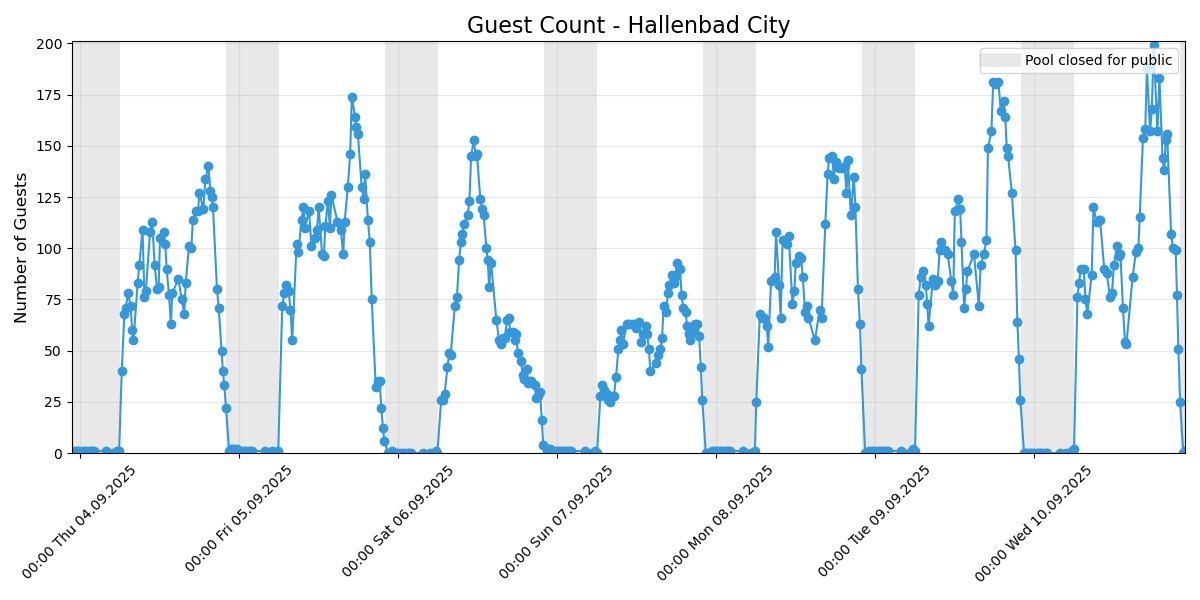 Guest Count - Hallenbad City
Pool closed for public
Number of Guests
200
175
150
125
100
75
50
25
0
00:00 Thu 04.09.2025
00:00 Fri 05.09.2025
00:00 Sat 06.09.2025
00:00 Sun 07.09.2025
00:00 Mon 08.09.2025
00:00 Tue 09.09.2025
00:00 Wed 10.09.2025